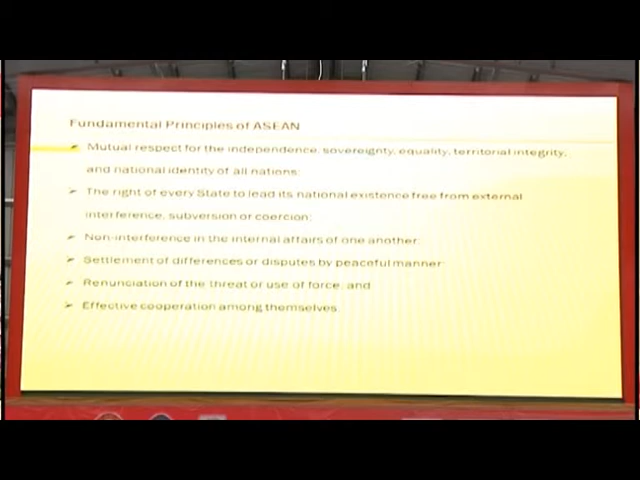 Fundamental Principles of ASEAN
➤ Mutual respect for the independence, sovereignty, equality, territorial integrity,
and national identity of all nations;
➤ The right of every State to lead its national existence free from external
interference, subversion or coercion;
➤ Non-interference in the internal affairs of one another;
➤ Settlement of differences or disputes by peaceful manner;
➤ Renunciation of the threat or use of force; and
➤ Effective cooperation among themselves